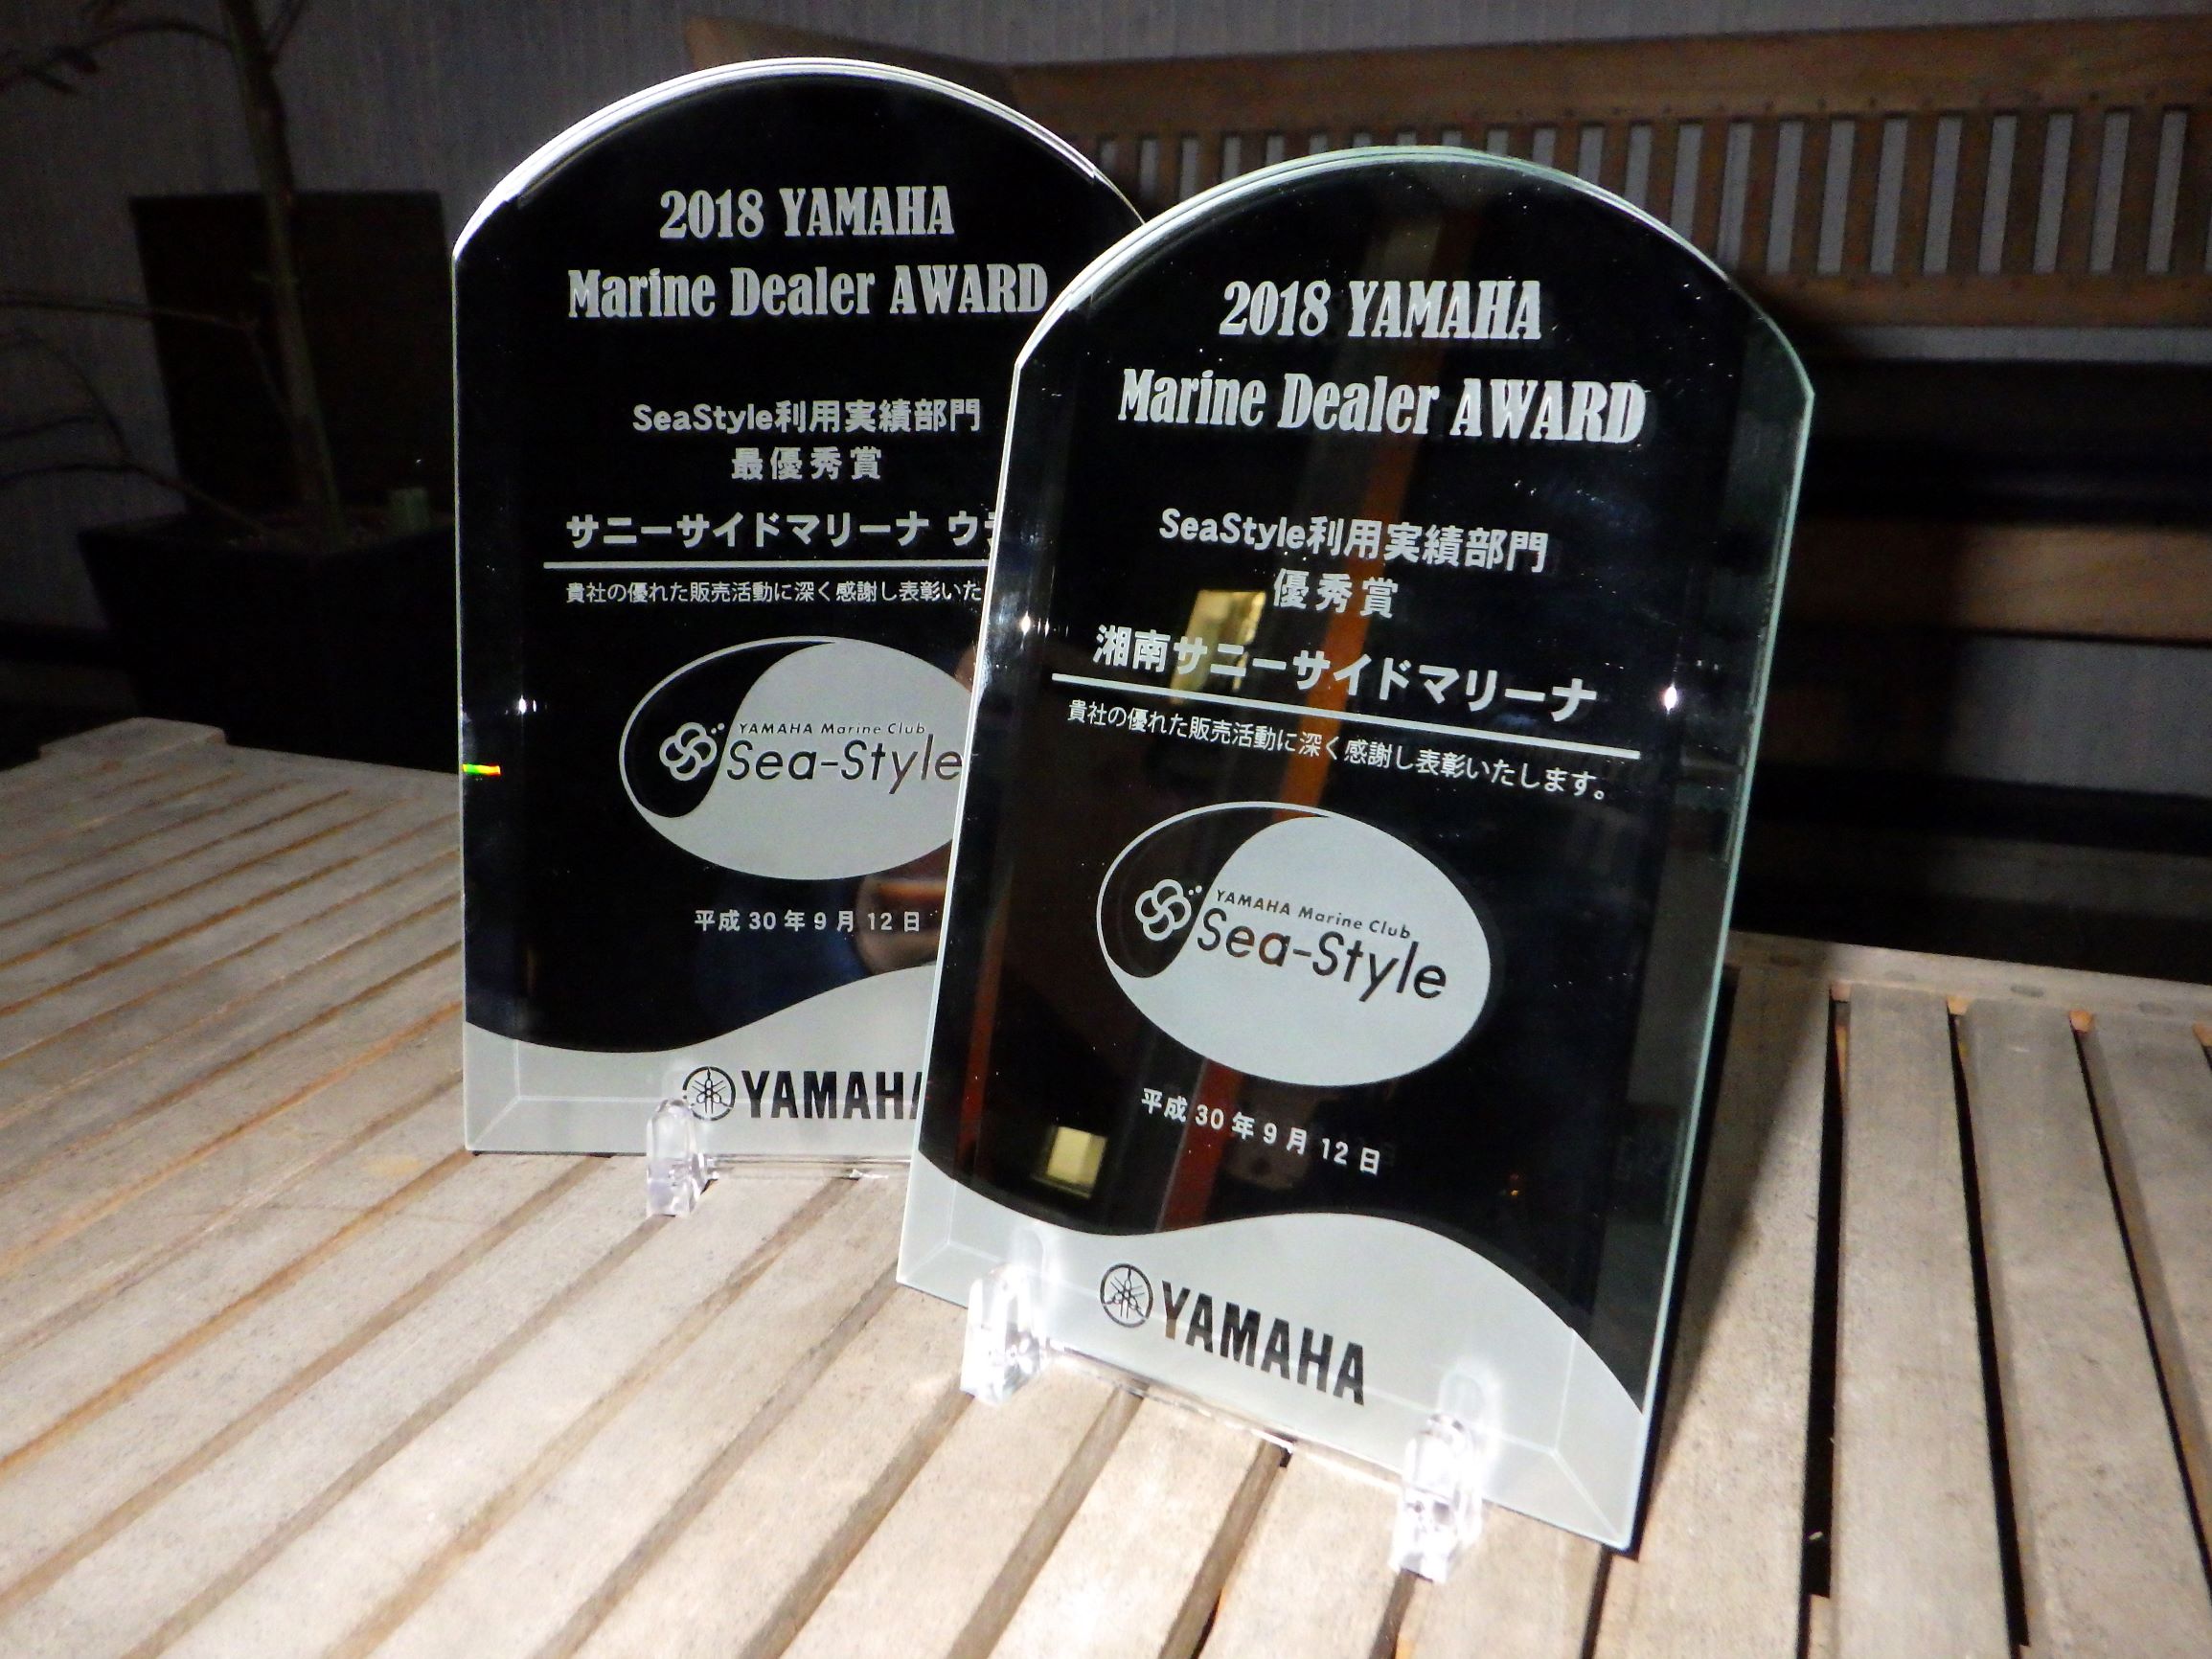 2018 YAMAHA
Marine Dealer AWARD
SeaStyle利用実績部門
最優秀賞
サニーサイドマリーナ ウ
貴社の優れた販売活動に深く感謝し表彰いた
YAMAHA Marine Club
Sea-Style
平成30年9月12日
YAMAHA
2018 YAMAHA
Marine Dealer AWARD
SeaStyle利用実績部門
優秀賞
湘南サニーサイドマリーナ
貴社の優れた販売活動に深く感謝し表彰いたします。
YAMAHA Marine Club
Sea-Style
平成30年9月12日
YAMAHA